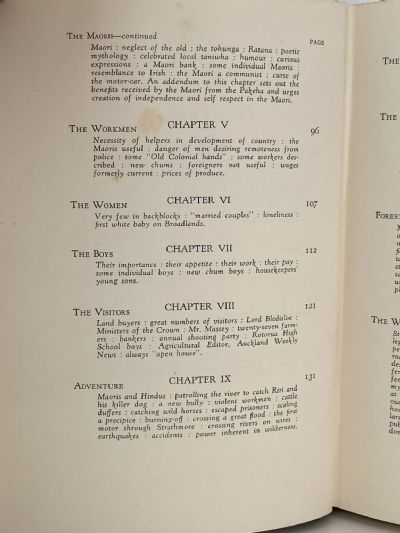 THE MAORIS—continued
PAGE
Maori : neglect of the old : the tohunga : Ratana : poetic
mythology : celebrated local taniwha : humour : curious
expressions : a Maori bank : some individual Maoris :
resemblance to Irish : the Maori a communist : curse of
the motor-car. An addendum to this chapter sets out the
benefits received by the Maori from the Pakeha and urges
creation of independence and self respect in the Maori.
CHAPTER V
THE WORKMEN 96
Necessity of helpers in development of country : the
Maoris useful : danger of men desiring remoteness from
police : some "Old Colonial hands" : some workers des-
cribed : new chums : foreigners not useful : wages
formerly current : prices of produce.
CHAPTER VI
THE WOMEN 107
Very few in backblocks : "married couples" : loneliness :
first white baby on Broadlands.
CHAPTER VII
THE BOYS 112
Their importance : their appetite : their work : their pay :
some individual boys : new chum boys : housekeepers'
young sons.
CHAPTER VIII
THE VISITORS 121
Land buyers : great numbers of visitors : Lord Bledisloe :
Ministers of the Crown : Mr. Massey : twenty-seven farm-
ers : bankers : annual shooting party : Rotorua High
School boys : Agricultural Editor, Auckland Weekly
News : always "open house".
CHAPTER IX
ADVENTURE 131
Maoris and Hindus : patrolling the river to catch Riri and
his killer dog : a new bully : violent workmen : cattle
duffers : catching wild horses : escaped prisoners : scaling
a precipice : burning-off : crossing a great flood : the first
motor through Strathmore : crossing rivers on wires :
earthquakes : accidents : power inherent in wilderness.
THE
THE
FOREST
THE W